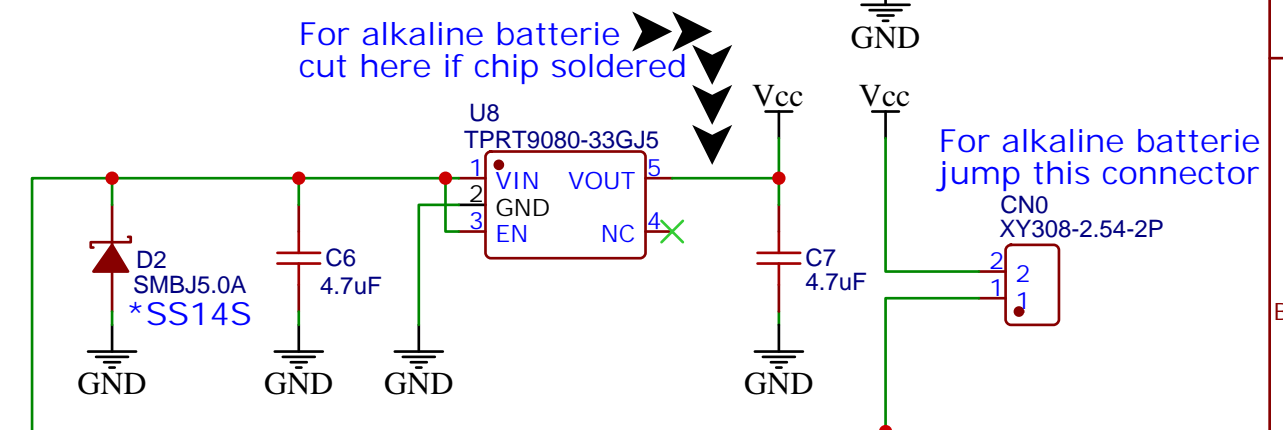 For alkaline batterie
cut here if chip soldered
GND
Vcc
Vcc
U8
TPRT9080-33GJ5
For alkaline batterie
jump this connector
CN0
XY308-2.54-2P
1
VIN
VOUT
5
2
GND
3
EN
NC
4
D2
SMBJ5.0A
*SS14S
C6
4.7uF
C7
4.7uF
2
2
1
1
GND
GND
GND
GND